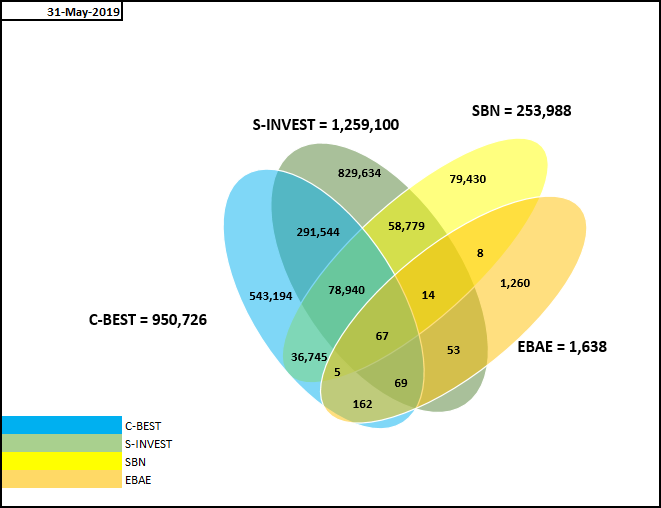 31-May-2019
SBN = 253,988
S-INVEST = 1,259,100
829,634
79,430
58,779
291,544
8
1,260
78,940
14
543,194
C-BEST = 950,726
67
EBAE = 1,638
53
36,745
5
69
162
C-BEST
S-INVEST
SBN
EBAE